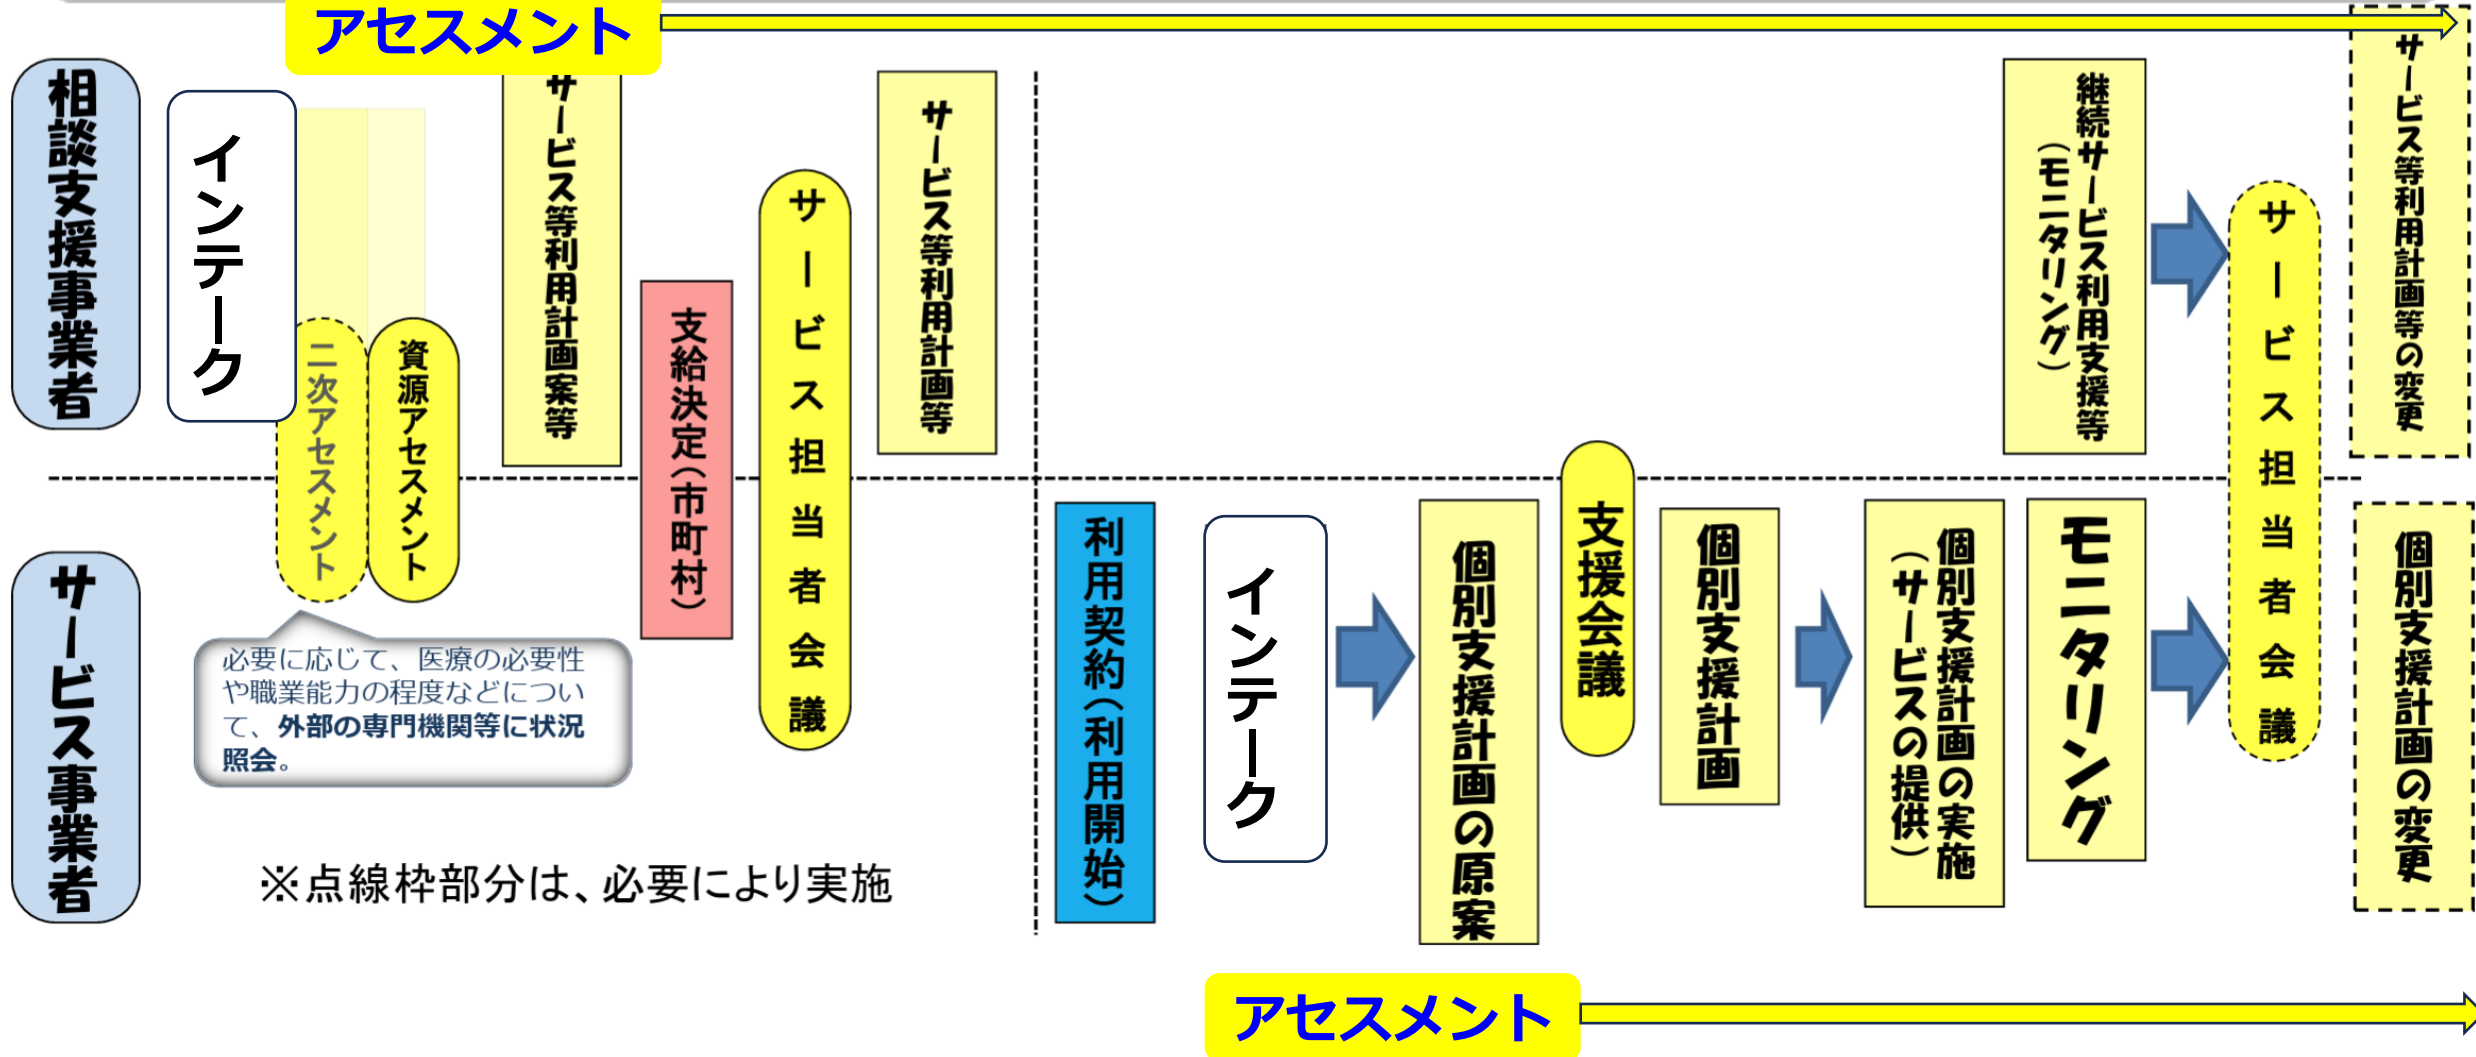 アセスメント
相談支援事業者
インテーク
二次アセスメント
資源アセスメント
サービス等利用計画案等
支給決定(市町村)
サービス担当者会議
サービス等利用計画等
継続サービス利用支援等
(モニタリング)
サービス担当者会議
サービス等利用計画等の変更
サービス事業者
必要に応じて、医療の必要性
や職業能力の程度などについ
て、外部の専門機関等に状況
照会。
※点線枠部分は、必要により実施
利用契約(利用開始)
インテーク
個別支援計画の原案
支援会議
個別支援計画
個別支援計画の実施
(サービスの提供)
モニタリング
個別支援計画の変更
アセスメント